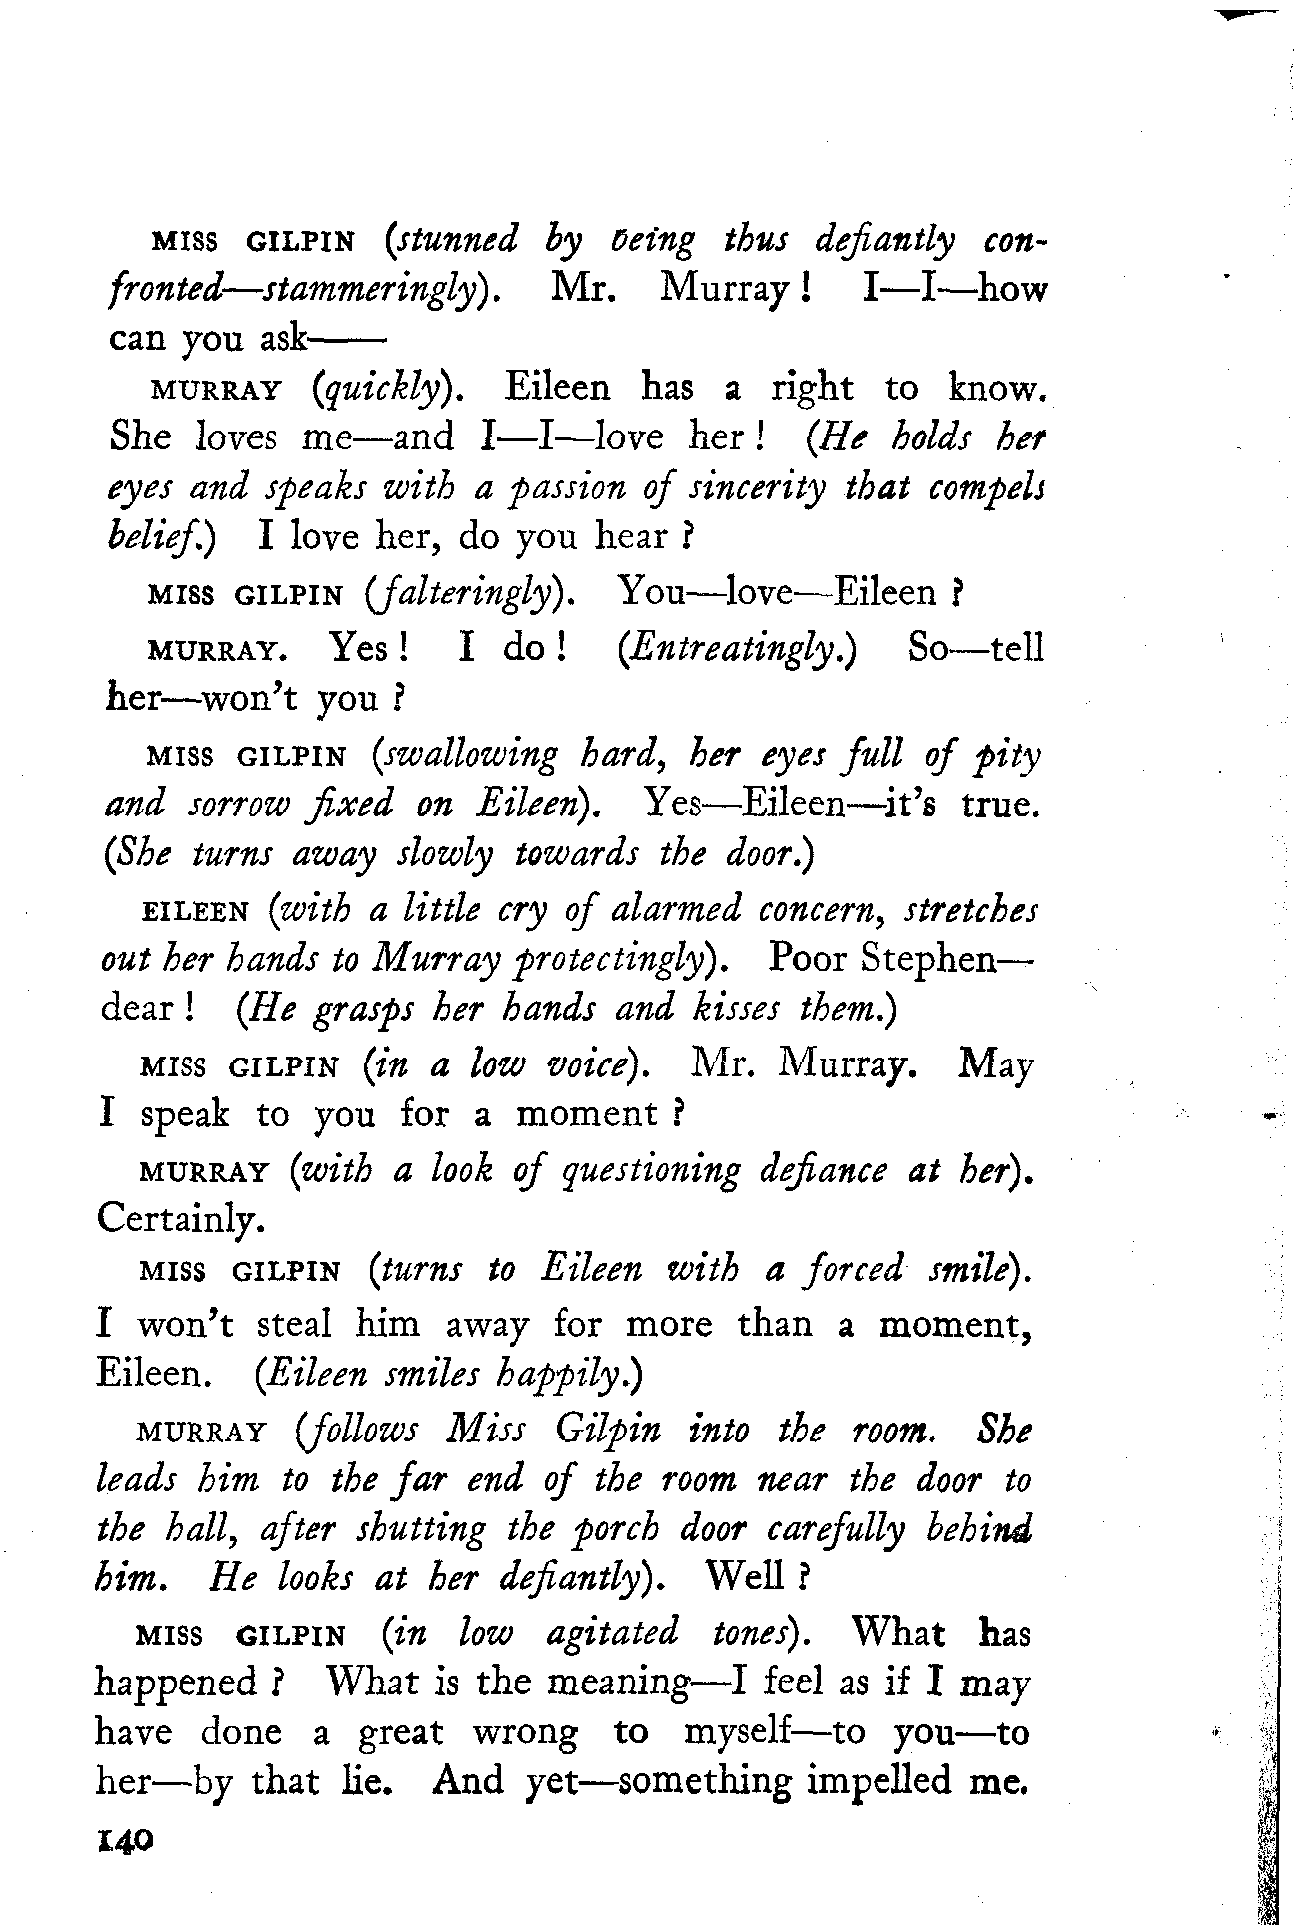 MISS GILPIN (stunned by being thus defiantly con-
fronted—stammeringly). Mr. Murray! I—I—how
can you ask——
MURRAY (quickly). Eileen has a right to know.
She loves me—and I—I—love her! (He holds her
eyes and speaks with a passion of sincerity that compels
belief.) I love her, do you hear?
MISS GILPIN (falteringly). You—love—Eileen?
MURRAY. Yes! I do! (Entreatingly.) So—tell
her—won't you?
MISS GILPIN (swallowing hard, her eyes full of pity
and sorrow fixed on Eileen). Yes—Eileen—it's true.
(She turns away slowly towards the door.)
EILEEN (with a little cry of alarmed concern, stretches
out her hands to Murray protectingly). Poor Stephen—
dear! (He grasps her hands and kisses them.)
MISS GILPIN (in a low voice). Mr. Murray. May
I speak to you for a moment?
MURRAY (with a look of questioning defiance at her).
Certainly.
MISS GILPIN (turns to Eileen with a forced smile).
I won't steal him away for more than a moment,
Eileen. (Eileen smiles happily.)
MURRAY (follows Miss Gilpin into the room. She
leads him to the far end of the room near the door to
the hall, after shutting the porch door carefully behind
him. He looks at her defiantly). Well?
MISS GILPIN (in low agitated tones). What has
happened? What is the meaning—I feel as if I may
have done a great wrong to myself—to you—to
her—by that lie. And yet—something impelled me.
140